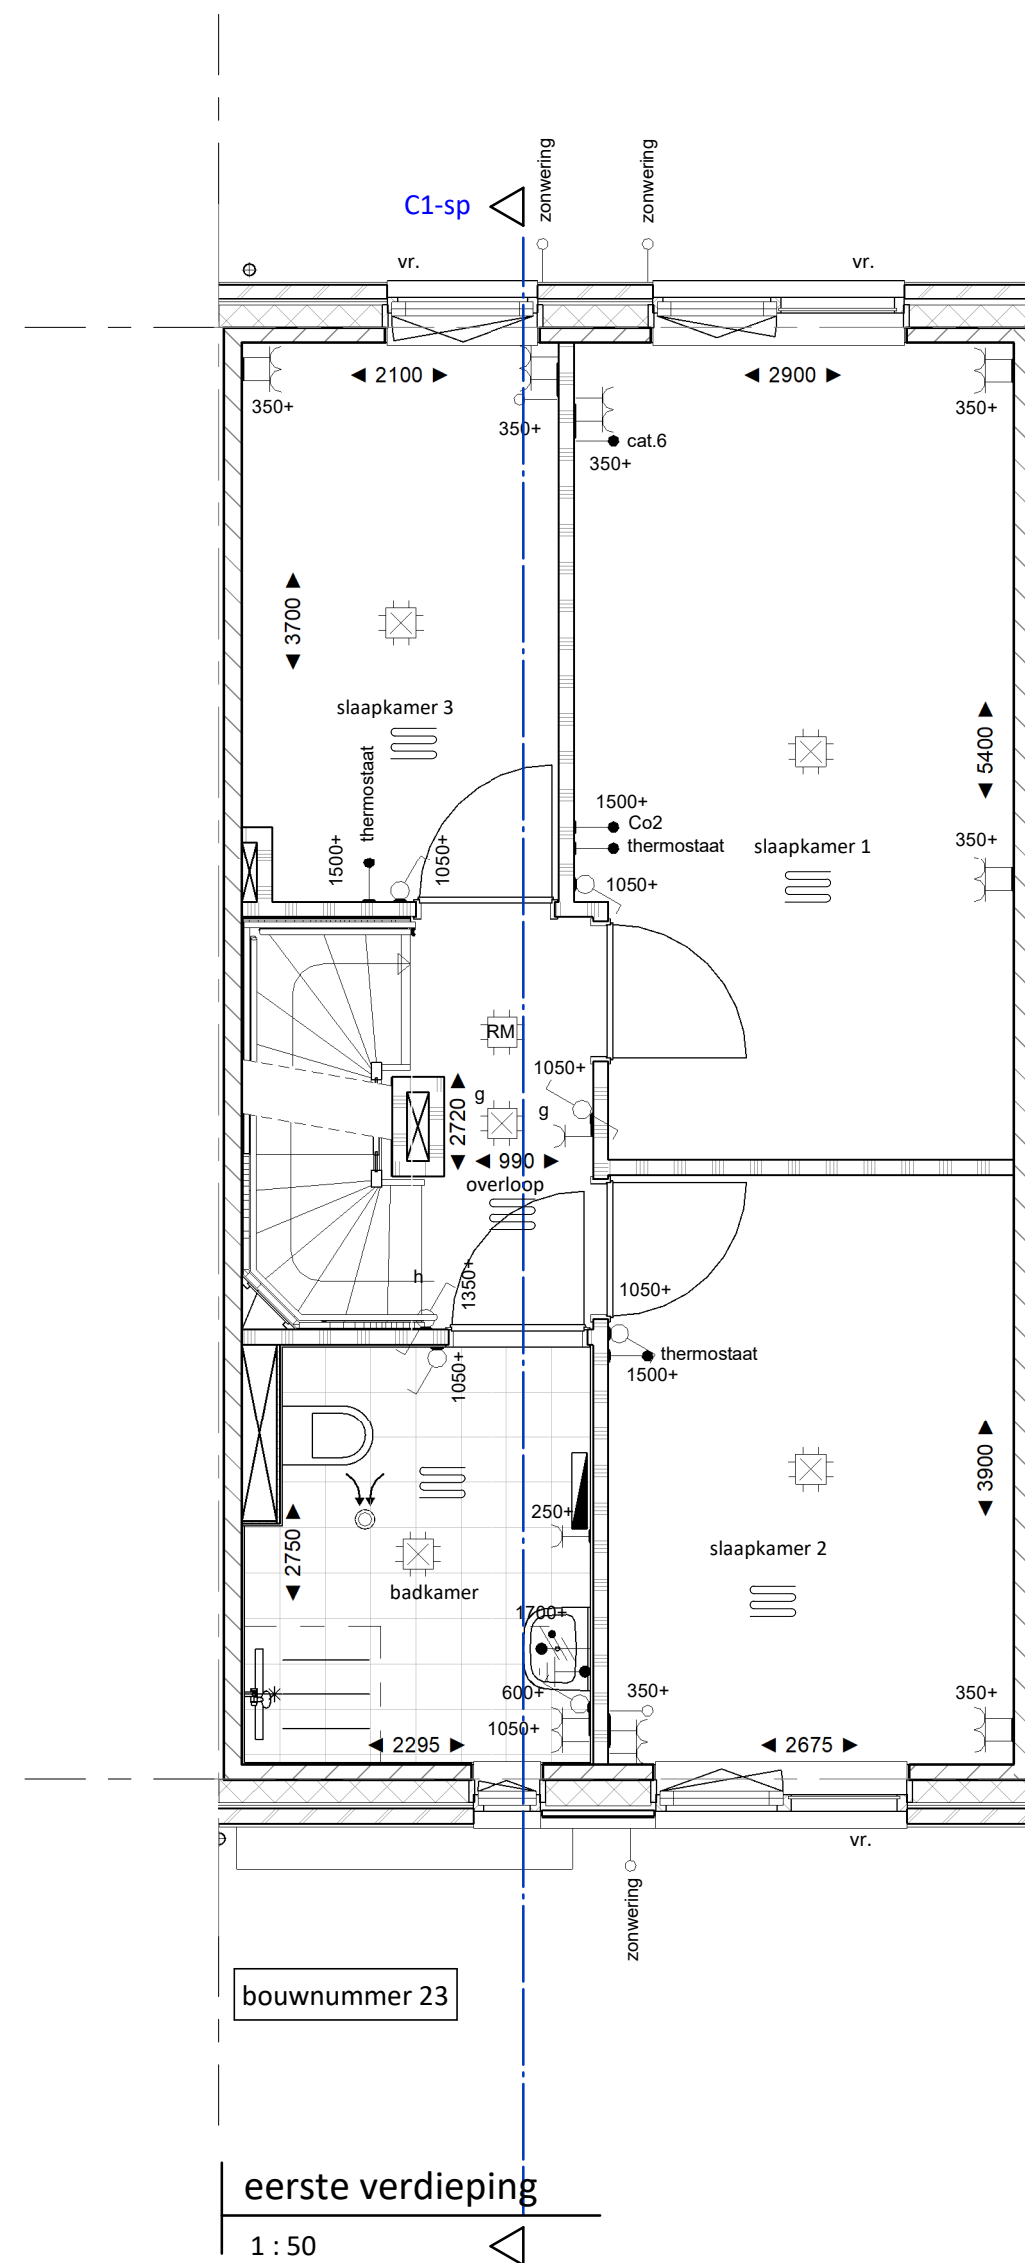 zonwering
zonwering
C1-sp
vr.
vr.
◄ 2100 ►
◄ 2900 ►
350+
350+
350+
cat.6
350+
◄ 3700 ►
slaapkamer 3
◄ 5400 ►
thermostaat
1500+
1050+
1500+
Co2
thermostaat
slaapkamer 1
350+
1050+
RM
1050+
g
g
◄ 2720 ►
◄ 990 ►
overloop
h
1350+
1050+
1050+
thermostaat
1500+
◄ 3900 ►
250+
◄ 2750 ►
slaapkamer 2
badkamer
1700+
600+
350+
350+
1050+
◄ 2295 ►
◄ 2675 ►
vr.
zonwering
bouwnummer 23
eerste verdieping
1 : 50